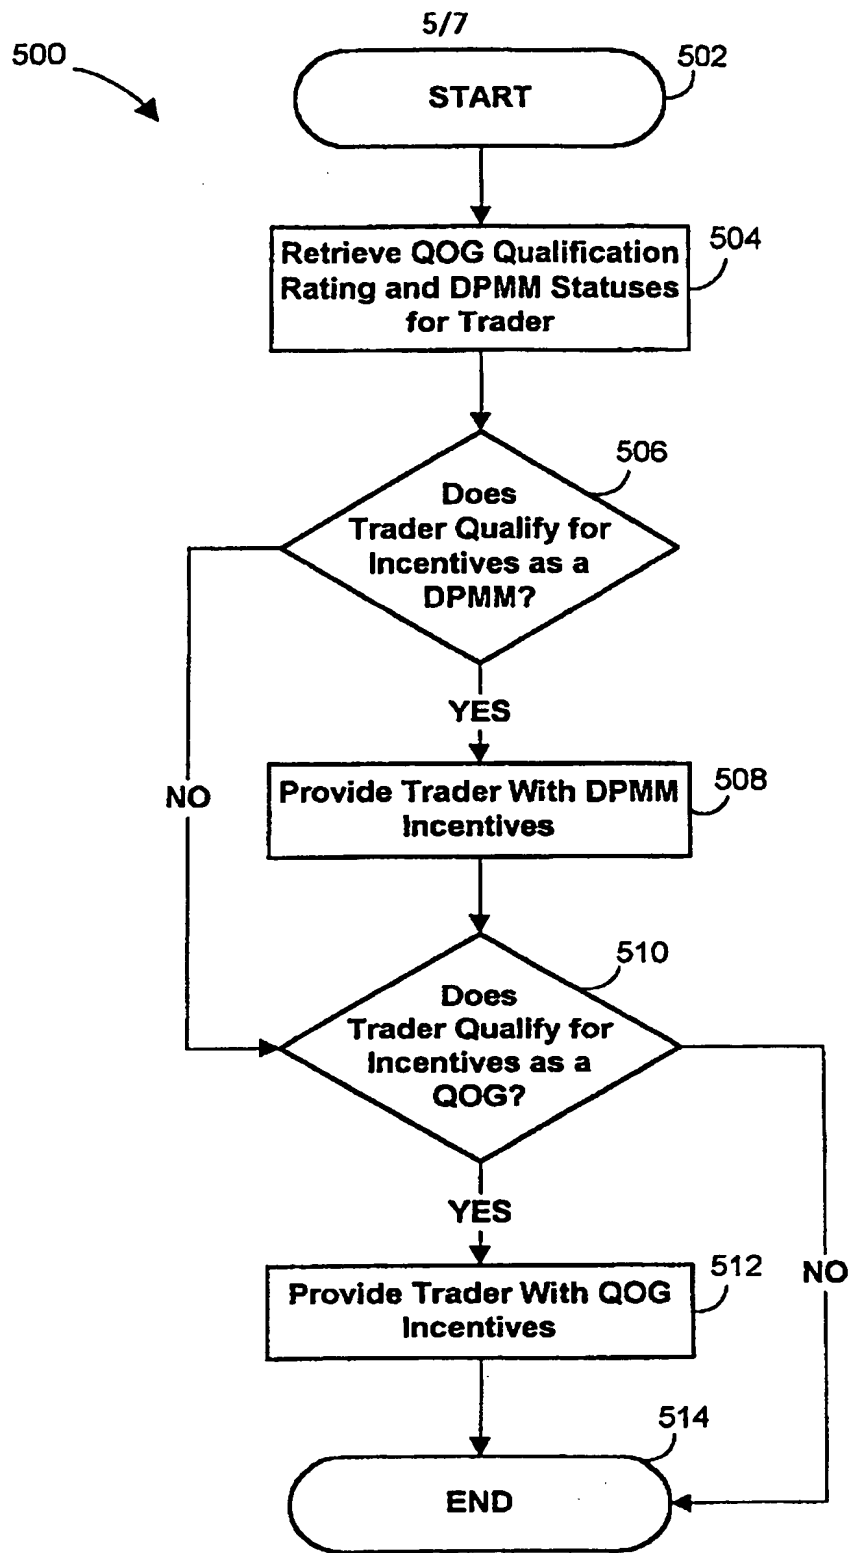 5/7
500
502
START
504
Retrieve QOG Qualification
Rating and DPMM Statuses
for Trader
506
Does
Trader Qualify for
Incentives as a
DPMM?
YES
NO
508
Provide Trader With DPMM
Incentives
510
Does
Trader Qualify for
Incentives as a
QOG?
YES
NO
512
Provide Trader With QOG
Incentives
514
END